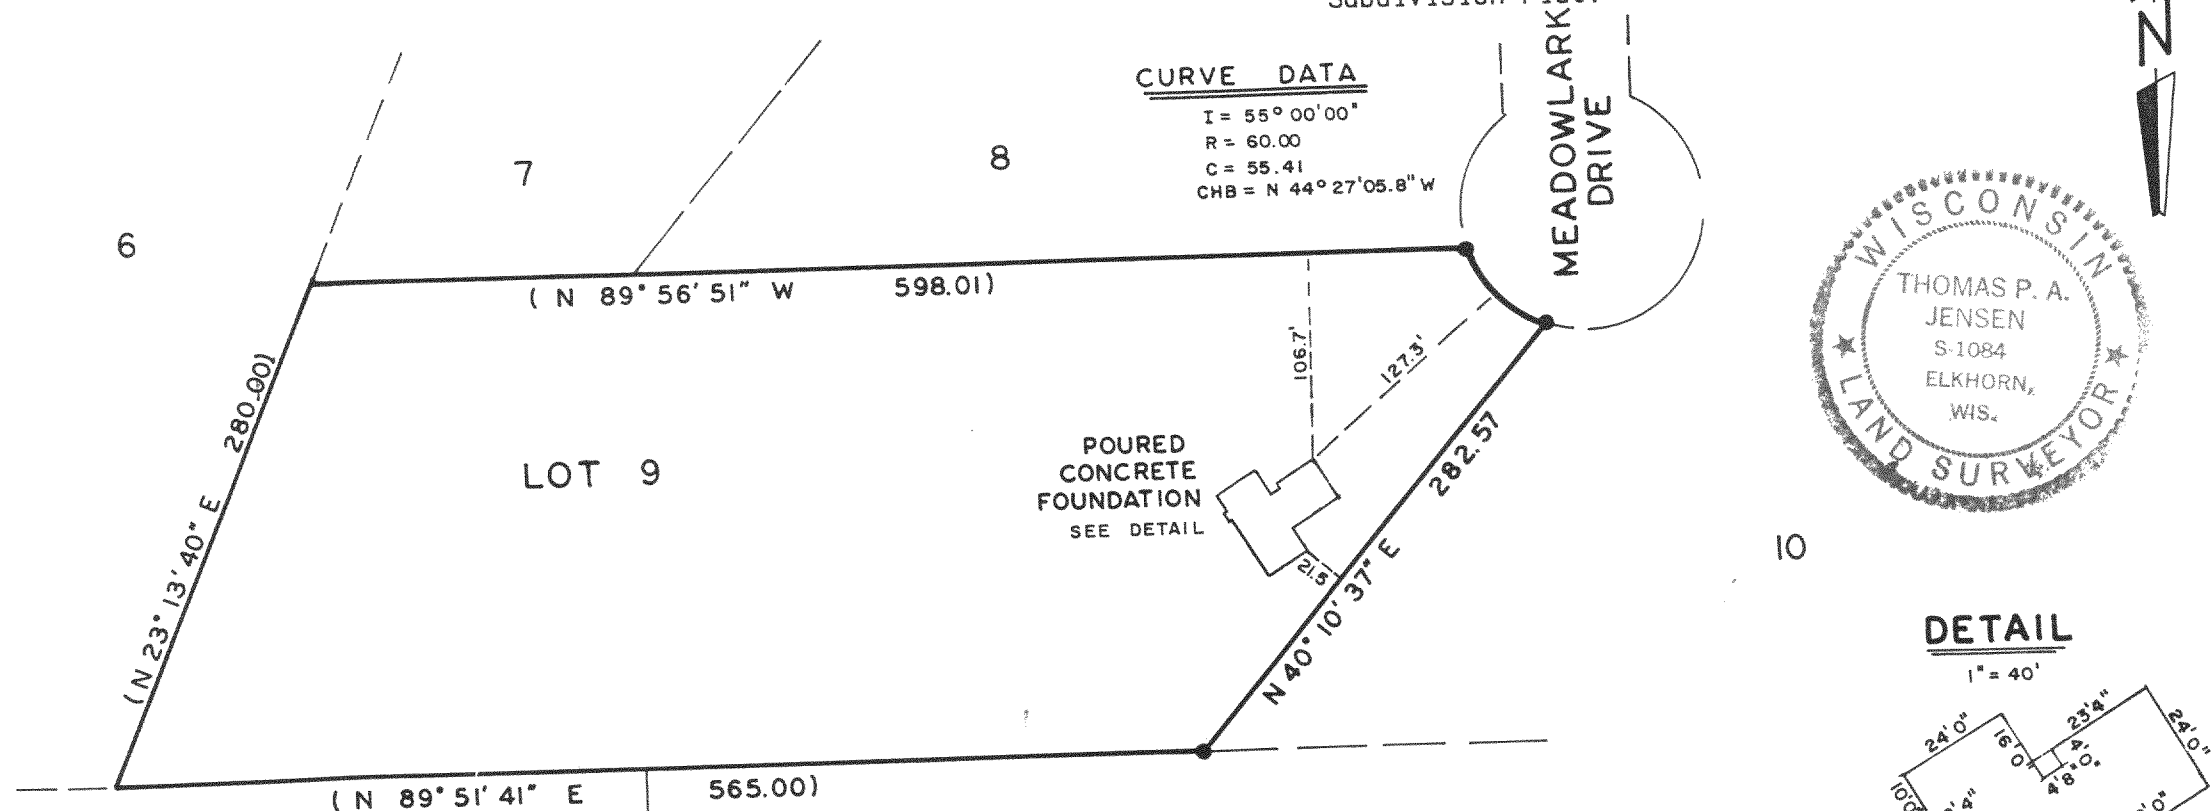 MEADOWLARK
DRIVE
N
CURVE DATA
I = 55° 00' 00"
R = 60.00
C = 55.41
CHB = N 44° 27' 05.8" W
6
7
8
( N 89° 56' 51" W 598.01)
(N 23° 13' 40" E 280.00)
LOT 9
106.7'
127.3'
POURED
CONCRETE
FOUNDATION
SEE DETAIL
21.5
N 40° 10' 37" E 282.57
( N 89° 51' 41" E 565.00)
WISCONSIN
THOMAS P. A.
JENSEN
S-1084
ELKHORN,
WIS.
★ LAND SURVEYOR ★
10
DETAIL
1" = 40'
24'0"
16'0"
23'4"
24'0"
4'0"
4'8"